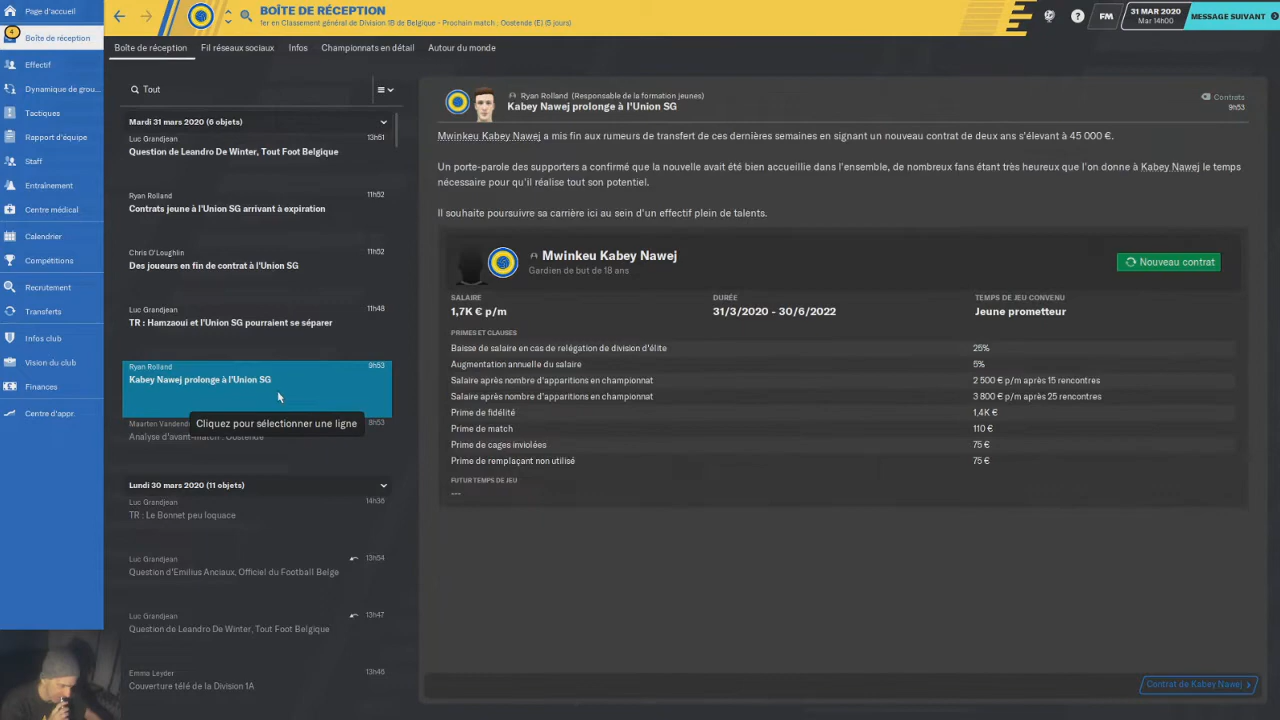 Page d'accueil
4
Boîte de réception
Effectif
Dynamique de grou...
Tactiques
Rapport d'équipe
Staff
Entraînement
Centre médical
Calendrier
Compétitions
Recrutement
Transferts
Infos club
Vision du club
Finances
Centre d'appr.
BOÎTE DE RÉCEPTION
1er en Classement général de Division 1B de Belgique - Prochain match : Oostende (E) (5 jours)
?
FM
31 MAR 2020
Mar 14h00
MESSAGE SUIVANT
Boîte de réception
Fil réseaux sociaux
Infos
Championnats en détail
Autour du monde
Tout
Mardi 31 mars 2020 (6 objets)
Luc Grandjean 13h51
Question de Leandro De Winter, Tout Foot Belgique
Ryan Rolland 11h52
Contrats jeune à l'Union SG arrivant à expiration
Chris O'Loughlin 11h52
Des joueurs en fin de contrat à l'Union SG
Luc Grandjean 11h48
TR : Hamzaoui et l'Union SG pourraient se séparer
Ryan Rolland 9h53
Kabey Nawej prolonge à l'Union SG
Cliquez pour sélectionner une ligne
8h53
Lundi 30 mars 2020 (11 objets)
Luc Grandjean 14h36
TR : Le Bonnet peu loquace
Luc Grandjean 13h54
Question d'Emilius Anciaux, Officiel du Football Belge
Luc Grandjean 13h47
Question de Leandro De Winter, Tout Foot Belgique
Emma Leyder 13h46
Couverture télé de la Division 1A
Ryan Rolland (Responsable de la formation jeunes)
Kabey Nawej prolonge à l'Union SG
Contrats
9h53
Mwinkeu Kabey Nawej a mis fin aux rumeurs de transfert de ces dernières semaines en signant un nouveau contrat de deux ans s'élevant à 45 000 €.
Un porte-parole des supporters a confirmé que la nouvelle avait été bien accueillie dans l'ensemble, de nombreux fans étant très heureux que l'on donne à Kabey Nawej le temps
nécessaire pour qu'il réalise tout son potentiel.
Il souhaite poursuivre sa carrière ici au sein d'un effectif plein de talents.
Mwinkeu Kabey Nawej
Gardien de but de 18 ans
Nouveau contrat
SALAIRE DURÉE TEMPS DE JEU CONVENU
1,7K € p/m 31/3/2020 - 30/6/2022 Jeune prometteur
PRIMES ET CLAUSES
Baisse de salaire en cas de relégation de division d'élite 25%
Augmentation annuelle du salaire 5%
Salaire après nombre d'apparitions en championnat 2 500 € p/m après 15 rencontres
Salaire après nombre d'apparitions en championnat 3 800 € p/m après 25 rencontres
Prime de fidélité 1,4K €
Prime de match 110 €
Prime de cages inviolées 75 €
Prime de remplaçant non utilisé 75 €
FUTUR TEMPS DE JEU
---
Contrat de Kabey Nawej